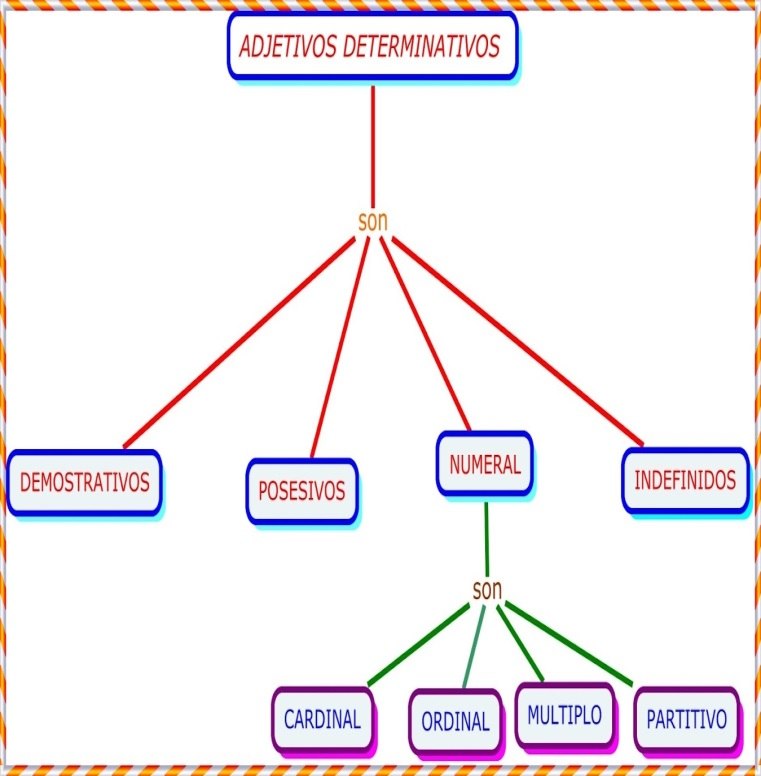 ADJETIVOS DETERMINATIVOS
son
DEMOSTRATIVOS
POSESIVOS
NUMERAL
INDEFINIDOS
son
CARDINAL
ORDINAL
MULTIPLO
PARTITIVO